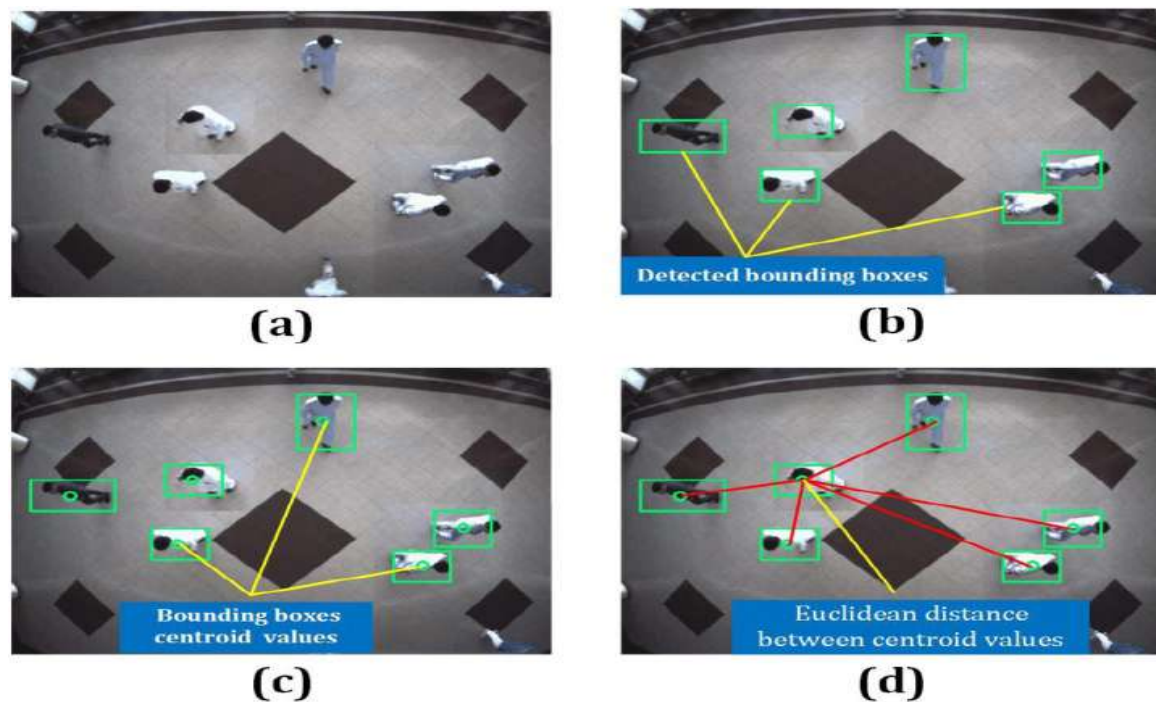 (a)
Detected bounding boxes
(b)
Bounding boxes
centroid values
(c)
Euclidean distance
between centroid values
(d)